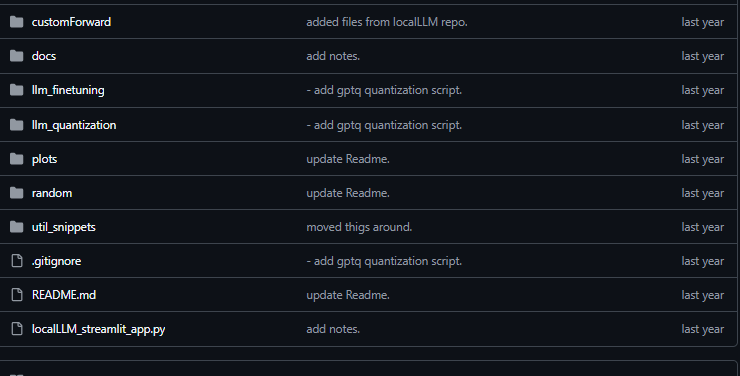 customForward added files from localLLM repo. last year
docs add notes. last year
llm_finetuning - add gptq quantization script. last year
llm_quantization - add gptq quantization script. last year
plots update Readme. last year
random update Readme. last year
util_snippets moved thigs around. last year
.gitignore - add gptq quantization script. last year
README.md update Readme. last year
localLLM_streamlit_app.py add notes. last year